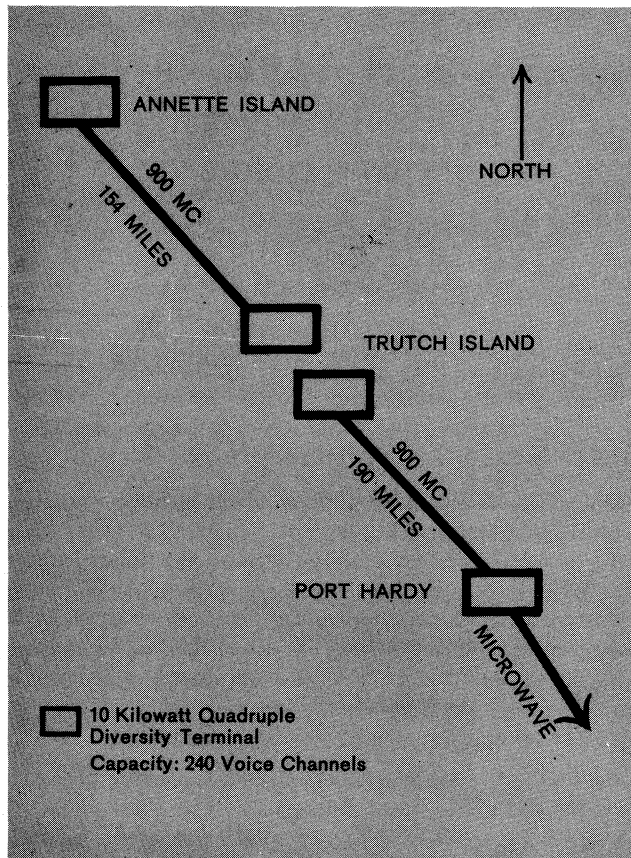 ANNETTE ISLAND
NORTH
900 MC
154 MILES
TRUTCH ISLAND
900 MC
190 MILES
PORT HARDY
MICROWAVE
10 Kilowatt Quadruple
Diversity Terminal
Capacity: 240 Voice Channels